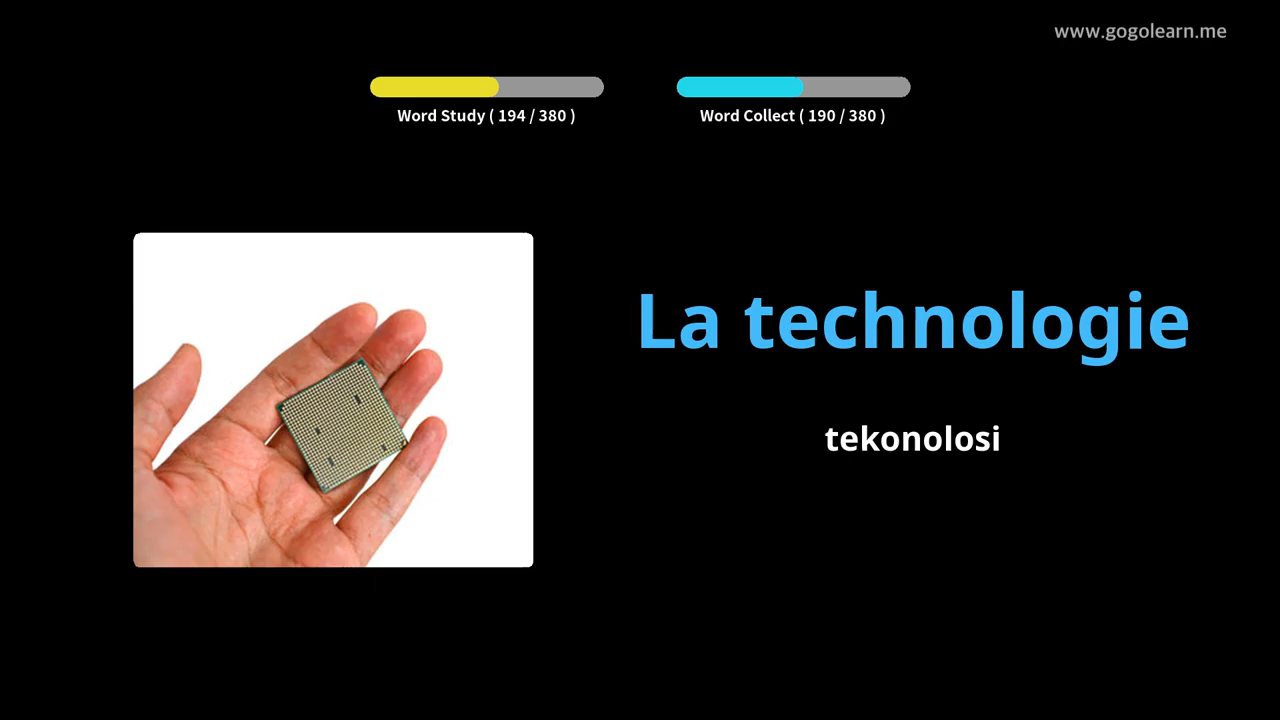 www.gogolearn.me
Word Study ( 194 / 380 )
Word Collect ( 190 / 380 )
La technologie
tekonolosi